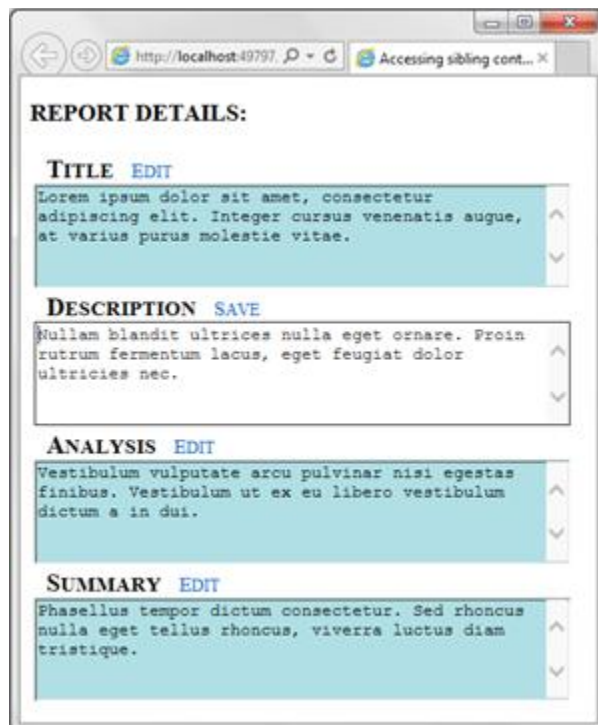 http://localhost:49797.
Accessing sibling cont...
REPORT DETAILS:
TITLE EDIT
Lorem ipsum dolor sit amet, consectetur
adipiscing elit. Integer cursus venenatis augue,
at varius purus molestie vitae.
DESCRIPTION SAVE
Nullam blandit ultrices nulla eget ornare. Proin
rutrum fermentum lacus, eget feugiat dolor
ultricies nec.
ANALYSIS EDIT
Vestibulum vulputate arcu pulvinar nisi egestas
finibus. Vestibulum ut ex eu libero vestibulum
dictum a in dui.
SUMMARY EDIT
Phasellus tempor dictum consectetur. Sed rhoncus
nulla eget tellus rhoncus, viverra luctus diam
tristique.